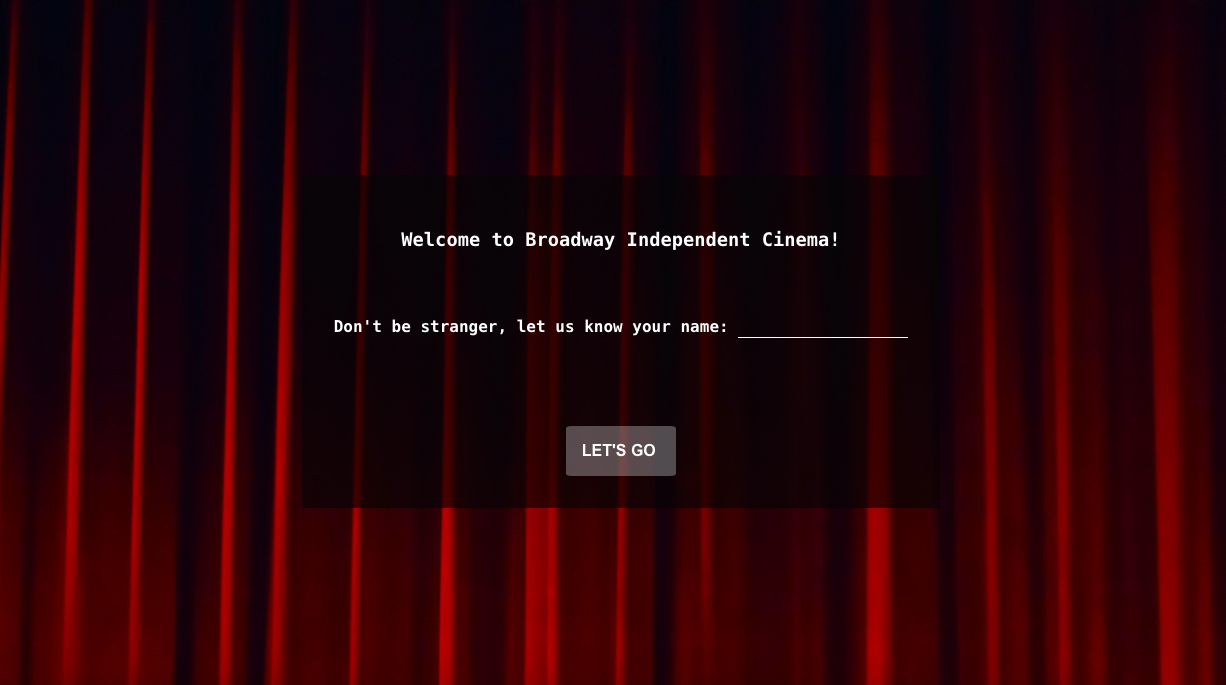 Welcome to Broadway Independent Cinema!
Don't be stranger, let us know your name:
LET'S GO